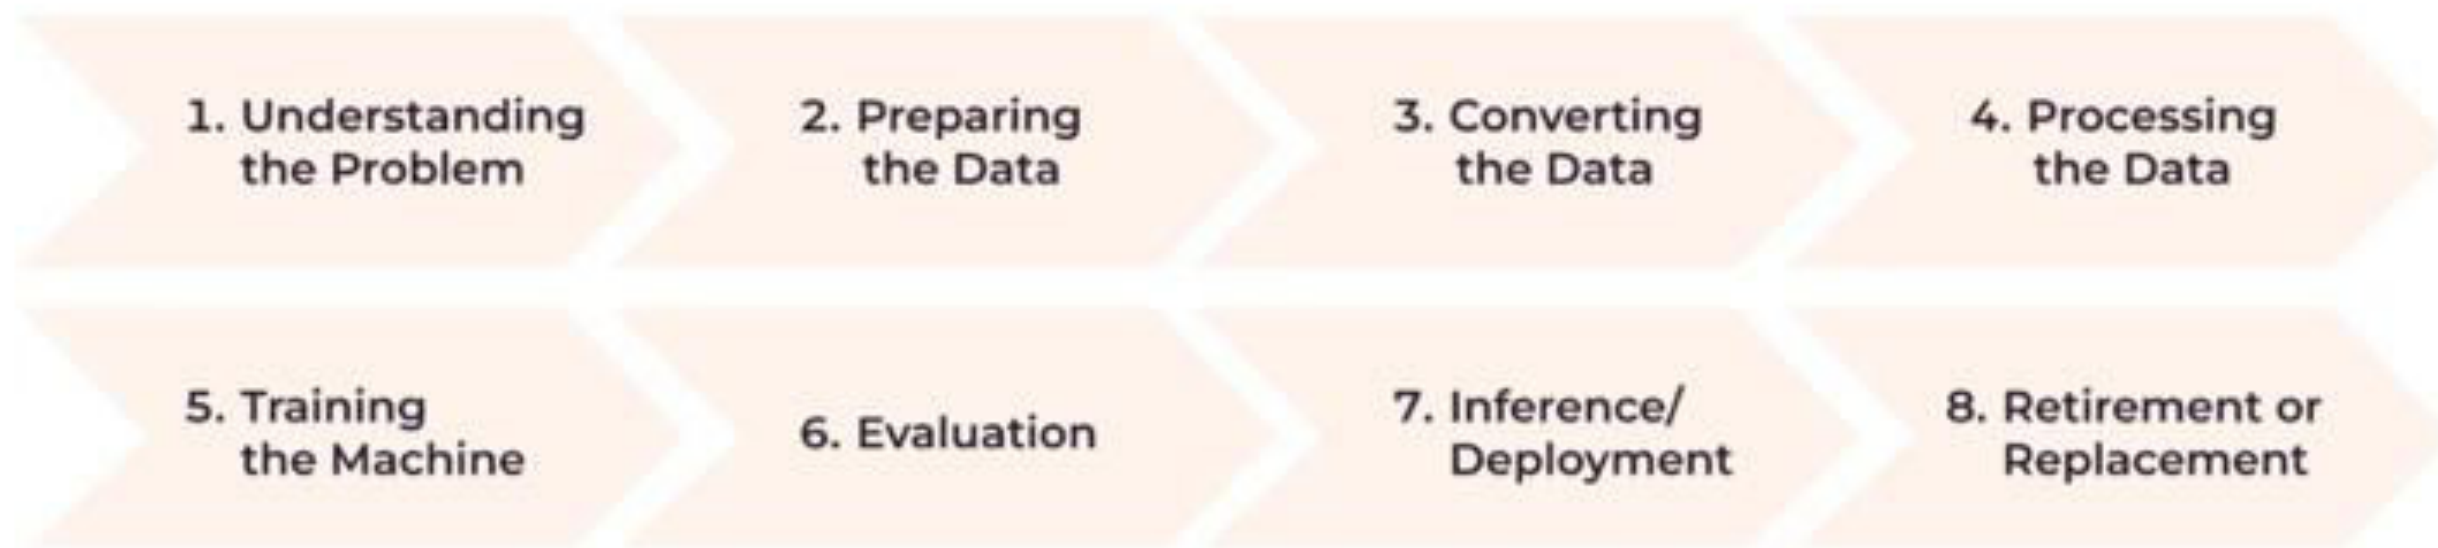 1. Understanding
the Problem
2. Preparing
the Data
3. Converting
the Data
4. Processing
the Data
5. Training
the Machine
6. Evaluation
7. Inference/
Deployment
8. Retirement or
Replacement